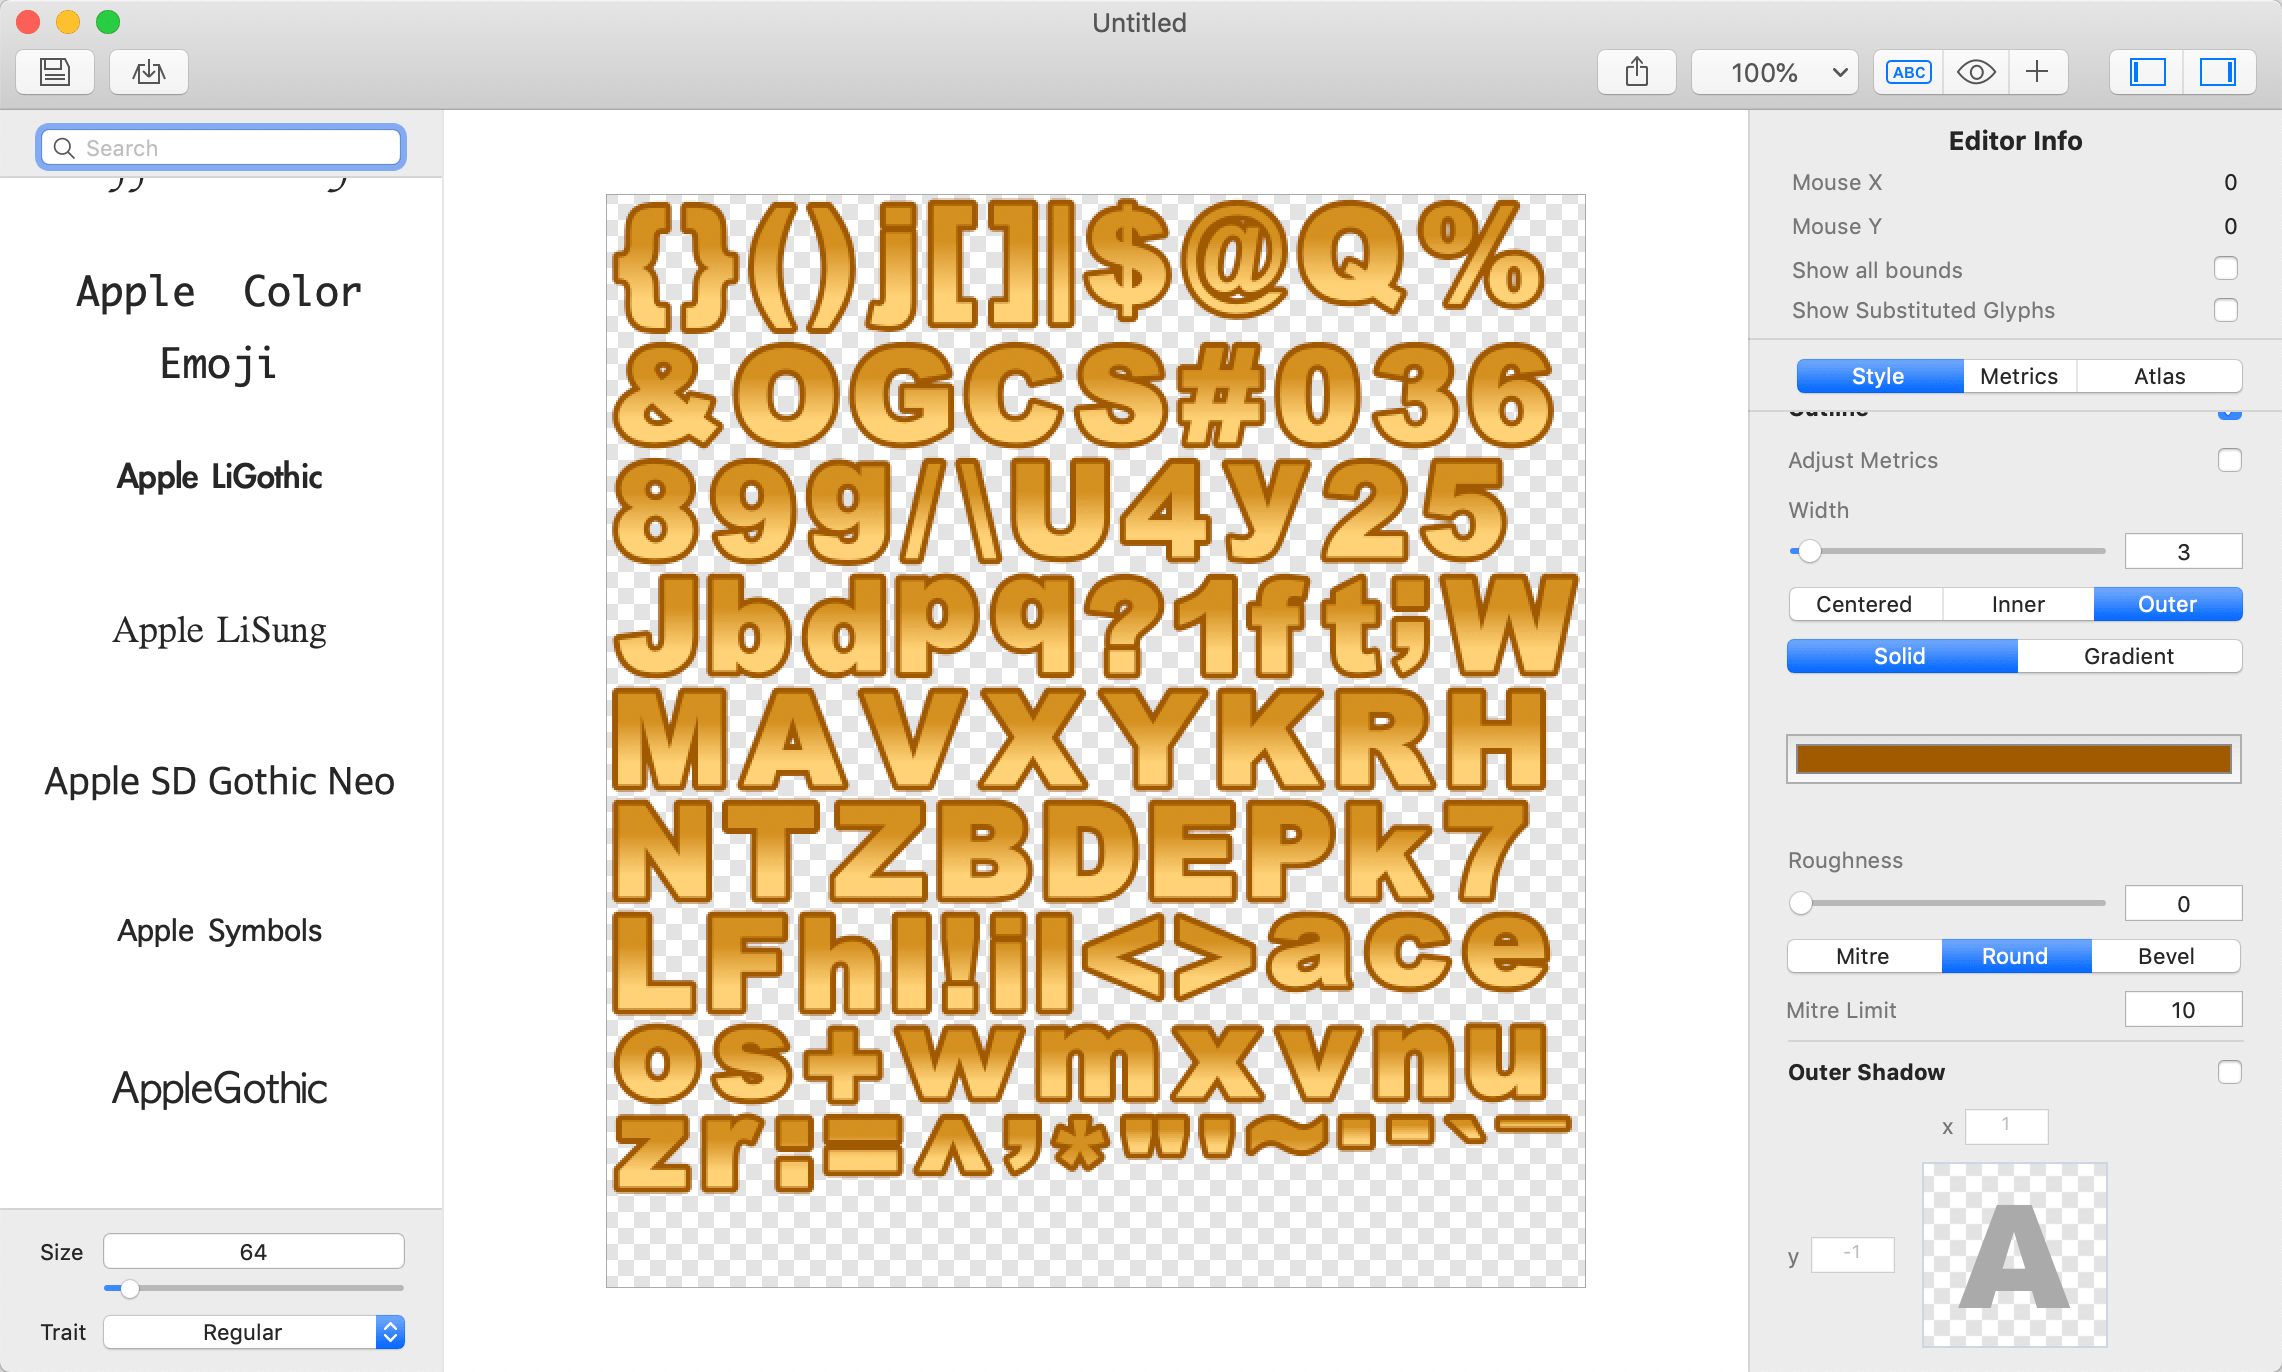 Untitled
100%
ABC
Search
Apple Color
Emoji
Apple LiGothic
Apple LiSung
Apple SD Gothic Neo
Apple Symbols
AppleGothic
Size 64
Trait Regular
{}()j[]|$@Q%
&OGCS#036
89g/\U4y25
Jbdpq?1ft;W
MAVXYKRH
NTZBDEPk7
LFhI!il<>ace
os+wmxvnu
zr:=^,*"'~.-`_
Editor Info
Mouse X 0
Mouse Y 0
Show all bounds
Show Substituted Glyphs
Style Metrics Atlas
Outline
Adjust Metrics
Width
3
Centered Inner Outer
Solid Gradient
Roughness
0
Mitre Round Bevel
Mitre Limit 10
Outer Shadow
x 1
y -1
A